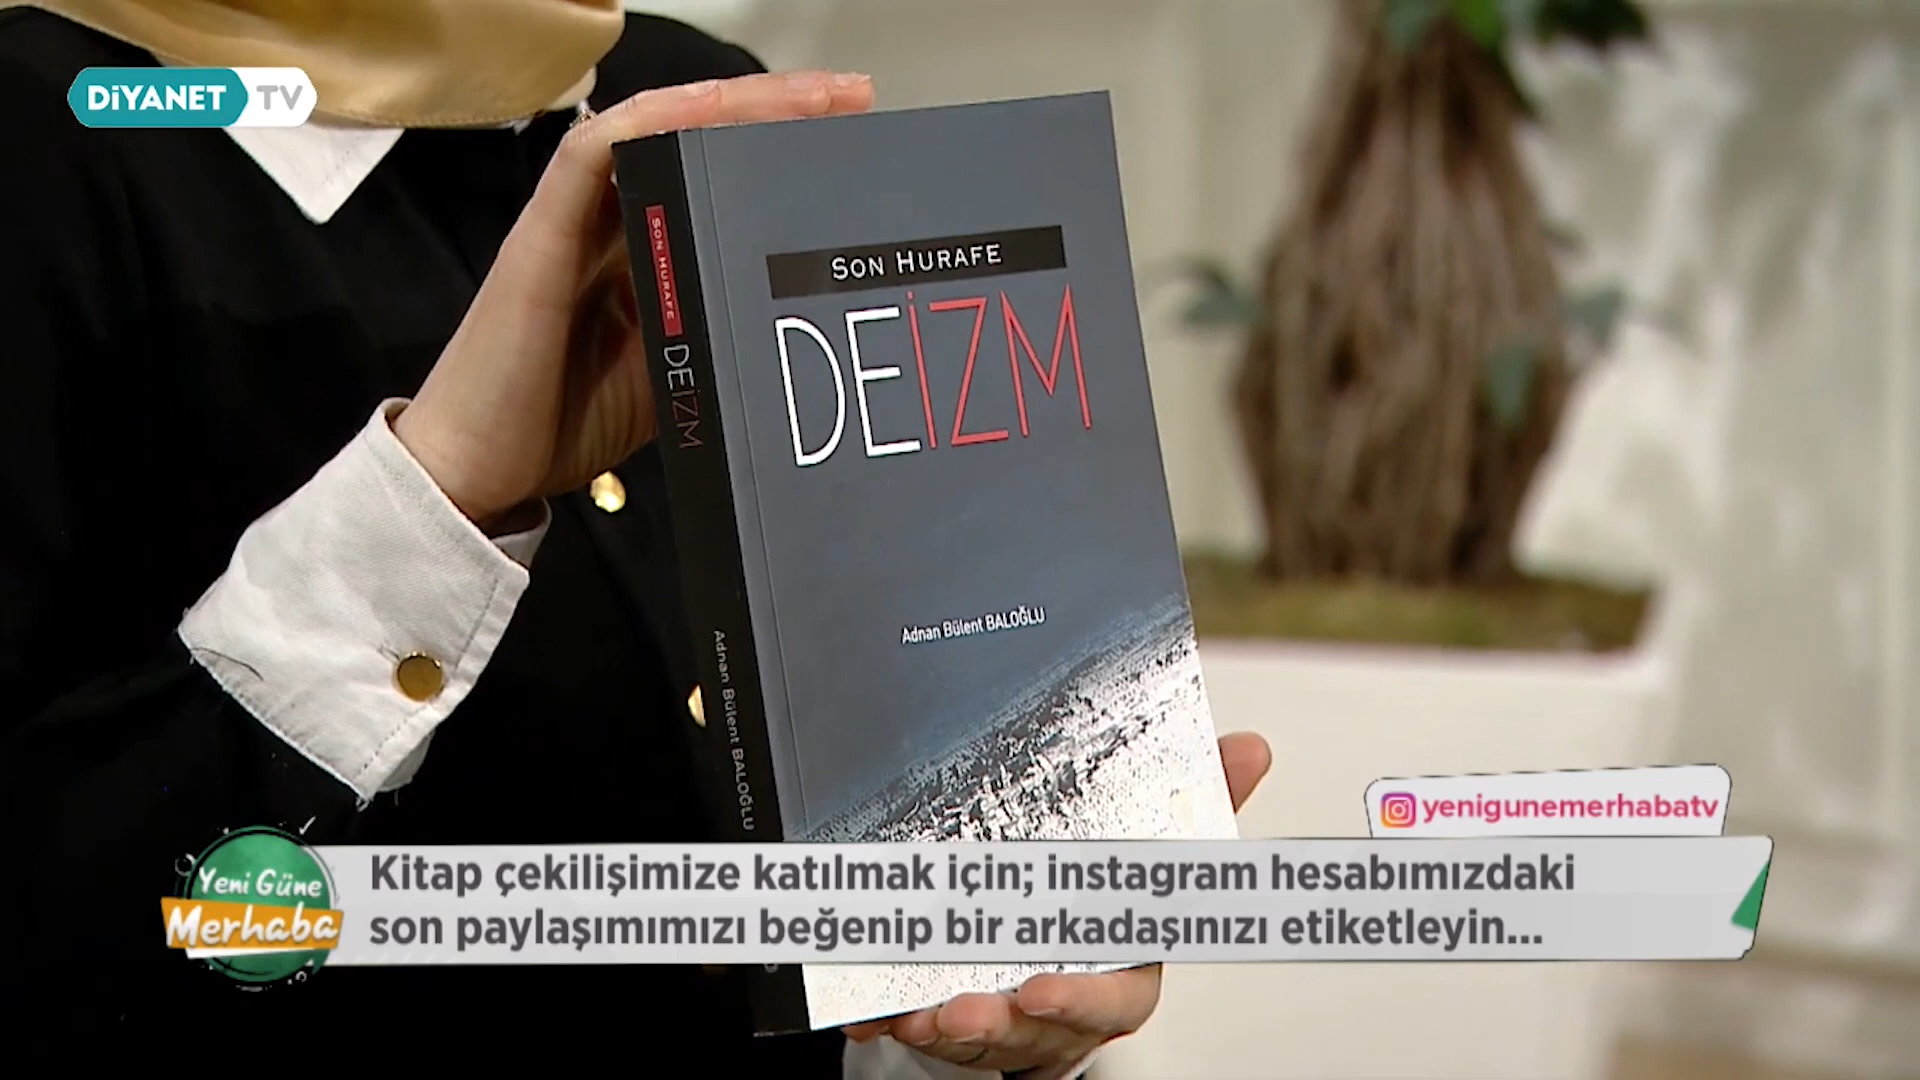 DİYANET TV
SON HURAFE
DEİZM
Adnan Bülent BALOĞLU
SON HURAFE
DEİZM
Adnan Bülent BALOĞLU
yenigunemerhabatv
Yeni Güne
Merhaba
Kitap çekilişimize katılmak için; instagram hesabımızdaki
son paylaşımımızı beğenip bir arkadaşınızı etiketleyin...